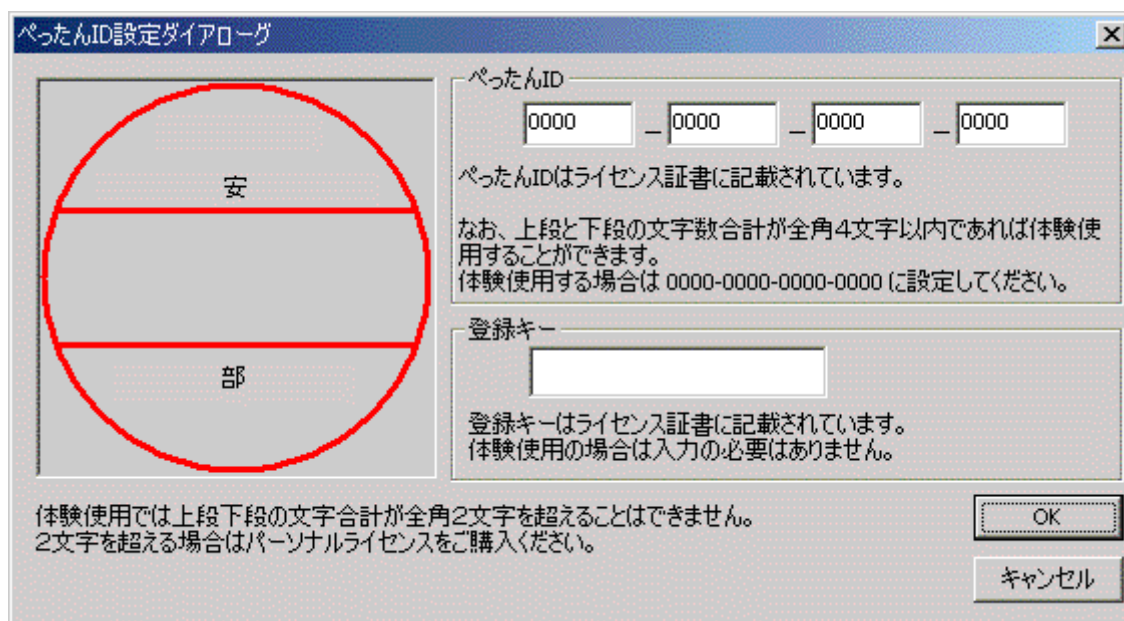 ぺったんID設定ダイアローグ
安
部
ぺったんID
0000 _ 0000 _ 0000 _ 0000
ぺったんIDはライセンス証書に記載されています。
なお、上段と下段の文字数合計が全角4文字以内であれば体験使
用することができます。
体験使用する場合は 0000-0000-0000-0000 に設定してください。
登録キー
登録キーはライセンス証書に記載されています。
体験使用の場合は入力の必要はありません。
体験使用では上段下段の文字合計が全角2文字を超えることはできません。
2文字を超える場合はパーソナルライセンスをご購入ください。
OK
キャンセル